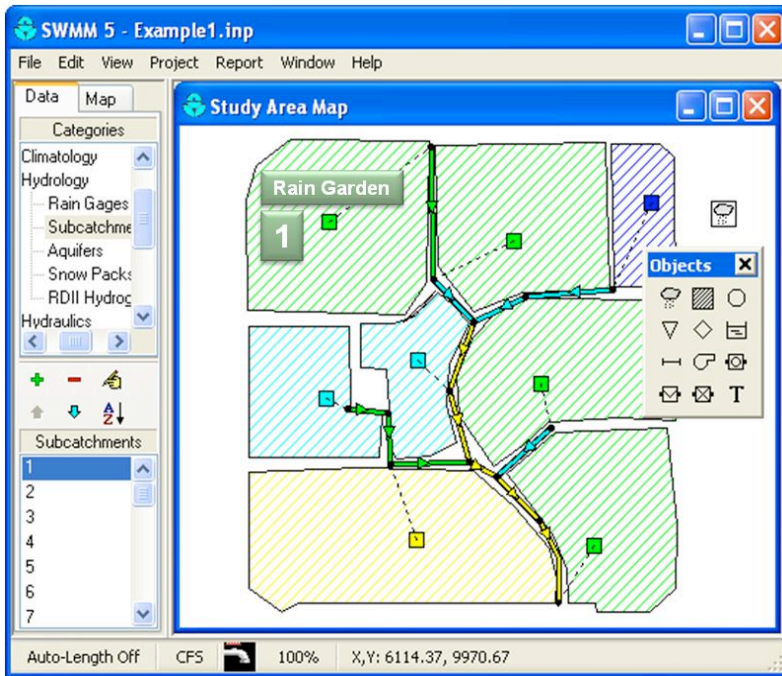 SWMM 5 - Example1.inp
File Edit View Project Report Window Help
Data Map
Categories
Climatology
Hydrology
Rain Gages
Subcatchme
Aquifers
Snow Packs
RDII Hydrog
Hydraulics
Subcatchments
1
2
3
4
5
6
7
Study Area Map
Rain Garden
1
Objects
T
Auto-Length Off CFS 100% X,Y: 6114.37, 9970.67